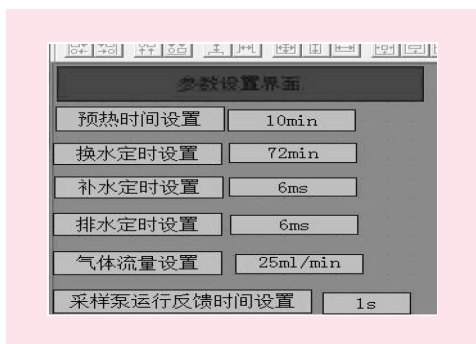 参数设置界面
预热时间设置 10min
换水定时设置 72min
补水定时设置 6ms
排水定时设置 6ms
气体流量设置 25ml/min
采样泵运行反馈时间设置 1s